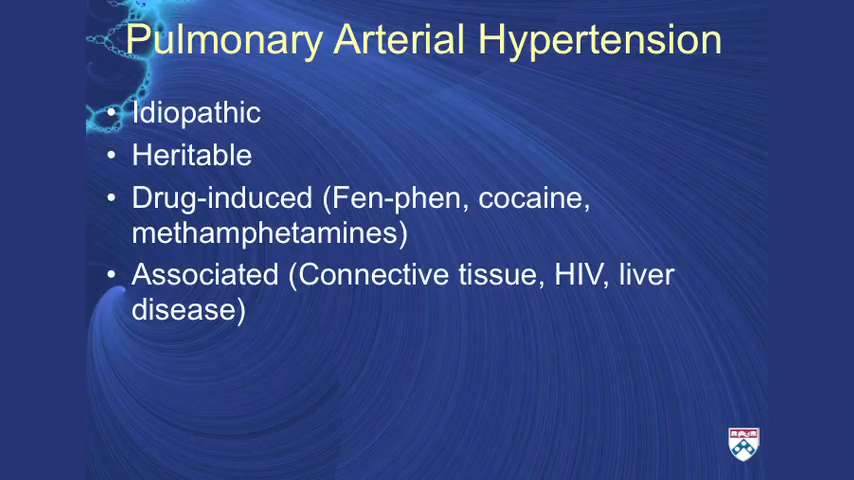 Pulmonary Arterial Hypertension
• Idiopathic
• Heritable
• Drug-induced (Fen-phen, cocaine,
methamphetamines)
• Associated (Connective tissue, HIV, liver
disease)